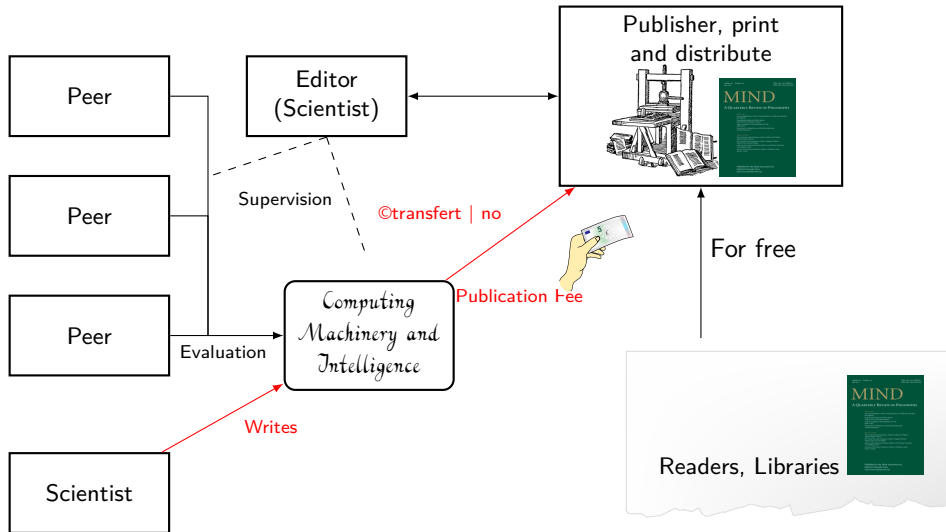 Peer
Peer
Peer
Scientist
Editor
(Scientist)
Supervision
Evaluation
Writes
Computing
Machinery and
Intelligence
©transfert | no
Publication Fee
Publisher, print
and distribute
MIND
A QUARTERLY REVIEW OF PHILOSOPHY
5
For free
Readers, Libraries
MIND
A QUARTERLY REVIEW OF PHILOSOPHY